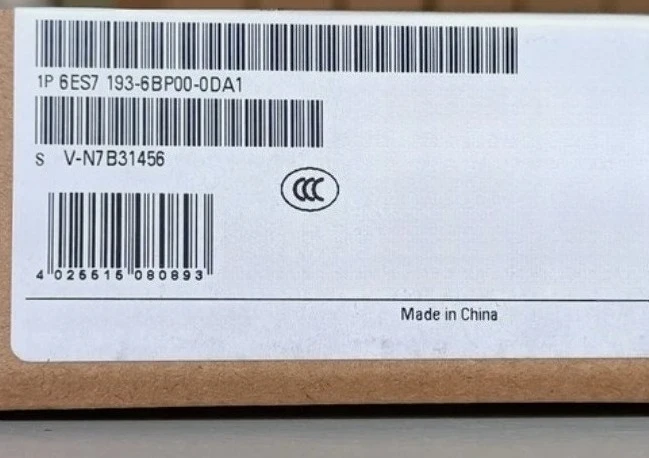 1P 6ES7 193-6BP00-0DA1
S V-N7B31456
CCC
4 025515 080893
Made in China